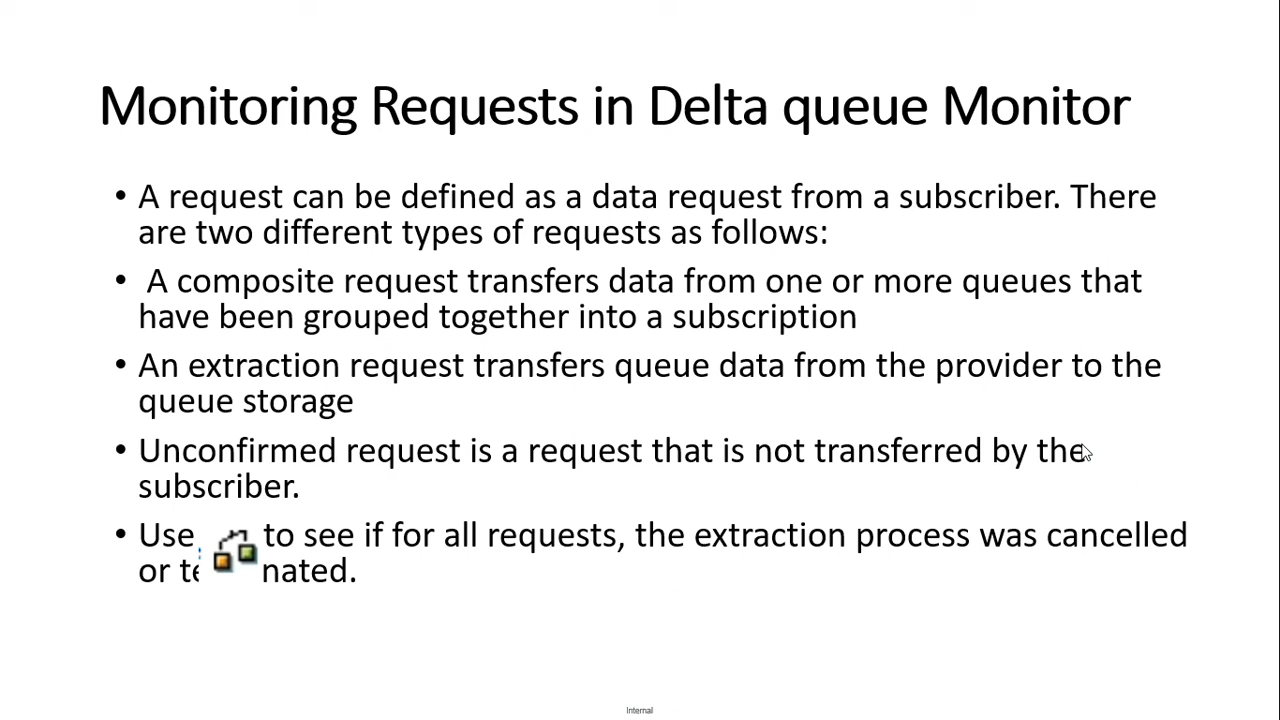 Monitoring Requests in Delta queue Monitor
• A request can be defined as a data request from a subscriber. There
are two different types of requests as follows:
• A composite request transfers data from one or more queues that
have been grouped together into a subscription
• An extraction request transfers queue data from the provider to the
queue storage
• Unconfirmed request is a request that is not transferred by the
subscriber.
• Use to see if for all requests, the extraction process was cancelled
or te nated.
Internal